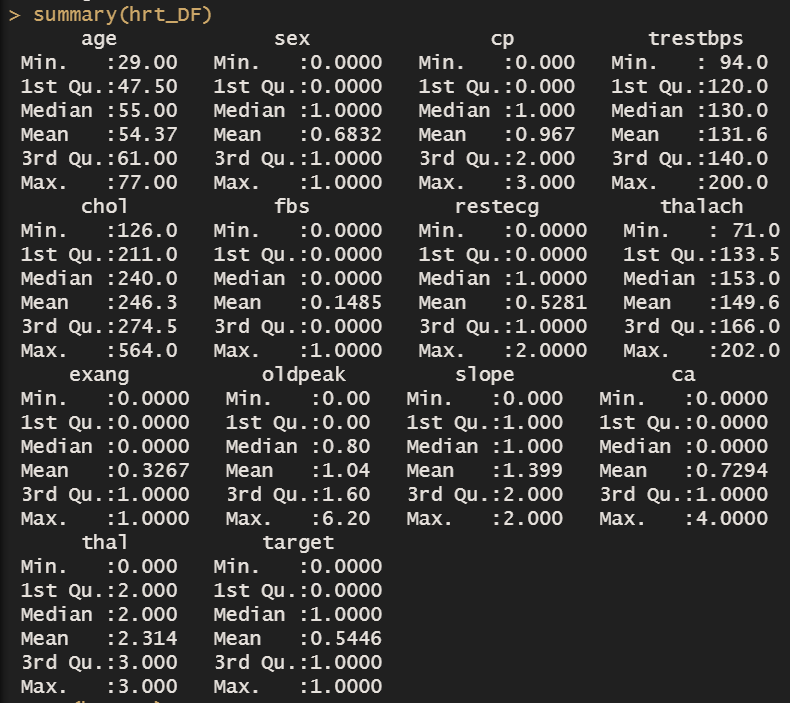 > summary(hrt_DF)
age sex cp trestbps
Min. :29.00 Min. :0.0000 Min. :0.000 Min. : 94.0
1st Qu.:47.50 1st Qu.:0.0000 1st Qu.:0.000 1st Qu.:120.0
Median :55.00 Median :1.0000 Median :1.000 Median :130.0
Mean :54.37 Mean :0.6832 Mean :0.967 Mean :131.6
3rd Qu.:61.00 3rd Qu.:1.0000 3rd Qu.:2.000 3rd Qu.:140.0
Max. :77.00 Max. :1.0000 Max. :3.000 Max. :200.0
chol fbs restecg thalach
Min. :126.0 Min. :0.0000 Min. :0.0000 Min. : 71.0
1st Qu.:211.0 1st Qu.:0.0000 1st Qu.:0.0000 1st Qu.:133.5
Median :240.0 Median :0.0000 Median :1.0000 Median :153.0
Mean :246.3 Mean :0.1485 Mean :0.5281 Mean :149.6
3rd Qu.:274.5 3rd Qu.:0.0000 3rd Qu.:1.0000 3rd Qu.:166.0
Max. :564.0 Max. :1.0000 Max. :2.0000 Max. :202.0
exang oldpeak slope ca
Min. :0.0000 Min. :0.00 Min. :0.000 Min. :0.0000
1st Qu.:0.0000 1st Qu.:0.00 1st Qu.:1.000 1st Qu.:0.0000
Median :0.0000 Median :0.80 Median :1.000 Median :0.0000
Mean :0.3267 Mean :1.04 Mean :1.399 Mean :0.7294
3rd Qu.:1.0000 3rd Qu.:1.60 3rd Qu.:2.000 3rd Qu.:1.0000
Max. :1.0000 Max. :6.20 Max. :2.000 Max. :4.0000
thal target
Min. :0.000 Min. :0.0000
1st Qu.:2.000 1st Qu.:0.0000
Median :2.000 Median :1.0000
Mean :2.314 Mean :0.5446
3rd Qu.:3.000 3rd Qu.:1.0000
Max. :3.000 Max. :1.0000